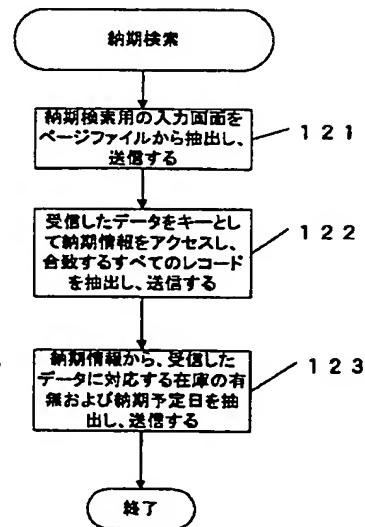 納期検索
納期検索用の入力画面を
ページファイルから抽出し、
送信する
121
受信したデータをキーとし
て納期情報をアクセスし、
合致するすべてのレコード
を抽出し、送信する
122
納期情報から、受信した
データに対応する在庫の有
無および納期予定日を抽
出し、送信する
123
終了